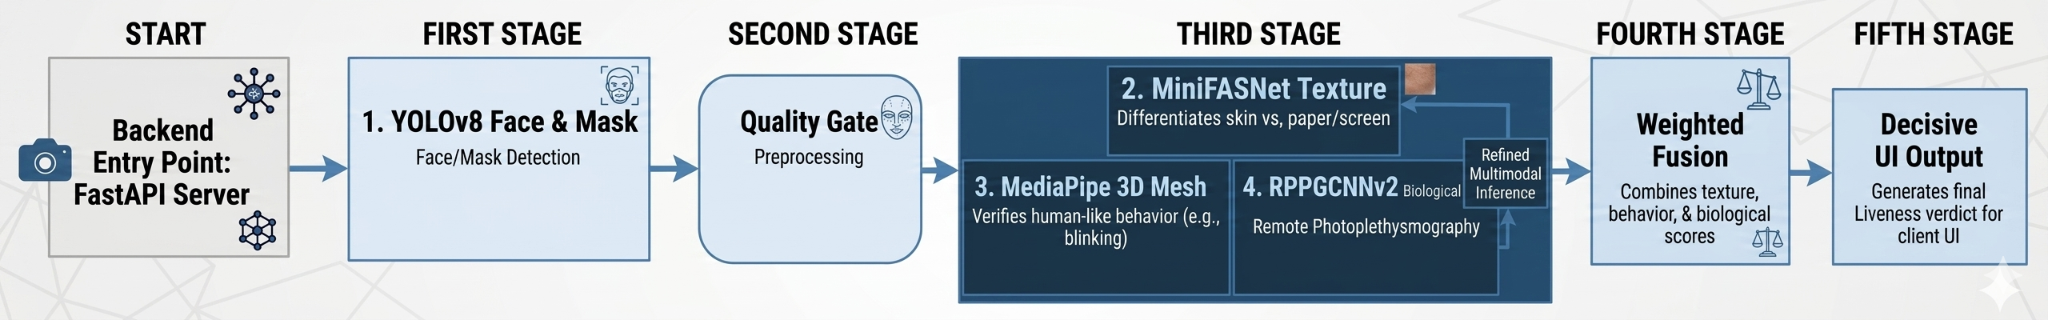 START
Backend
Entry Point:
FastAPI Server
FIRST STAGE
1. YOLOv8 Face & Mask
Face/Mask Detection
SECOND STAGE
Quality Gate
Preprocessing
THIRD STAGE
2. MiniFASNet Texture
Differentiates skin vs, paper/screen
3. MediaPipe 3D Mesh
Verifies human-like behavior (e.g.,
blinking)
4. RPPGCNNv2 Biological
Remote Photoplethysmography
Refined
Multimodal
Inference
FOURTH STAGE
Weighted
Fusion
Combines texture,
behavior, & biological
scores
FIFTH STAGE
Decisive
UI Output
Generates final
Liveness verdict for
client UI